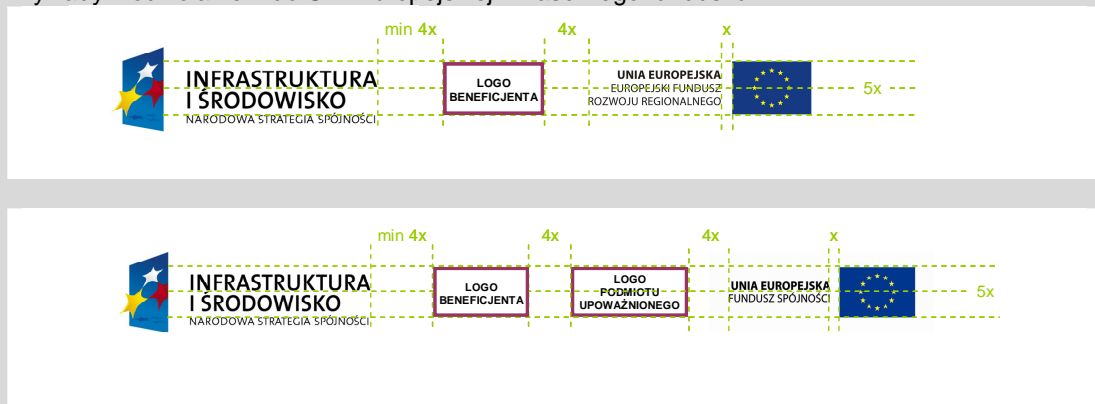 min 4x 4x x
INFRASTRUKTURA
I ŚRODOWISKO
NARODOWA STRATEGIA SPÓJNOŚCI
LOGO
BENEFICJENTA
UNIA EUROPEJSKA
EUROPEJSKI FUNDUSZ
ROZWOJU REGIONALNEGO
5x
min 4x 4x 4x x
INFRASTRUKTURA
I ŚRODOWISKO
NARODOWA STRATEGIA SPÓJNOŚCI
LOGO
BENEFICJENTA
LOGO
PODMIOTU
UPOWAŻNIONEGO
UNIA EUROPEJSKA
FUNDUSZ SPÓJNOŚCI
5x